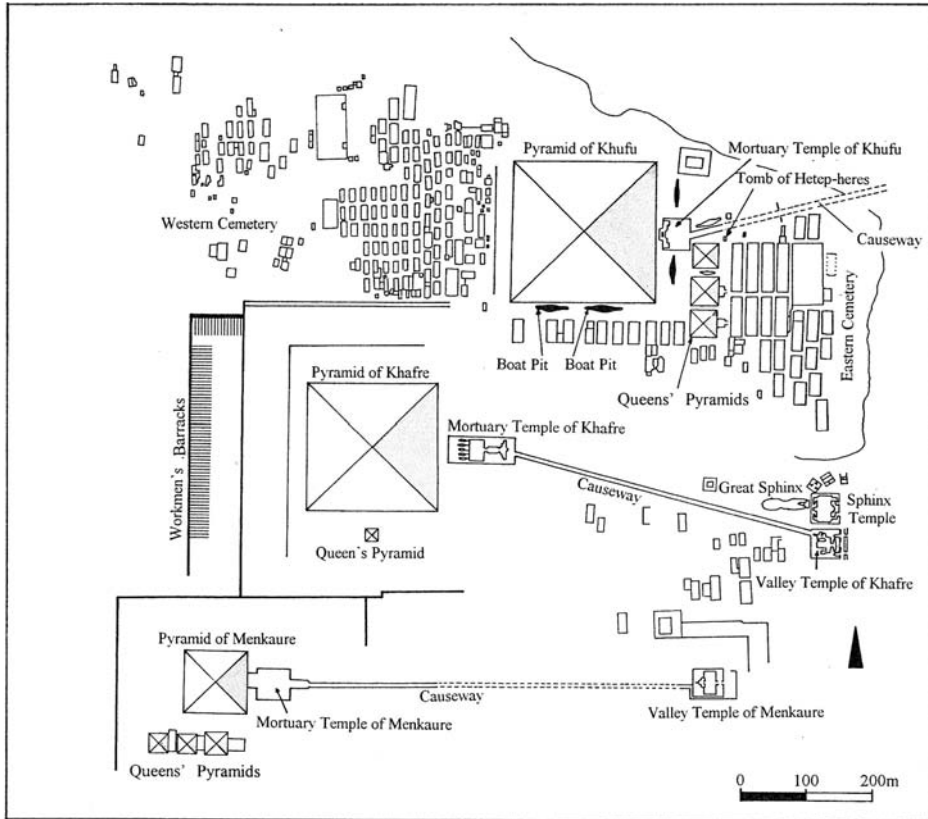 Pyramid of Khufu
Mortuary Temple of Khufu
Tomb of Hetep-heres
Western Cemetery
Causeway
Eastern Cemetery
Boat Pit
Boat Pit
Pyramid of Khafre
Queens' Pyramids
Mortuary Temple of Khafre
Workmen's Barracks
Causeway
Great Sphinx
Sphinx
Temple
Queen's Pyramid
Valley Temple of Khafre
Pyramid of Menkaure
Causeway
Mortuary Temple of Menkaure
Valley Temple of Menkaure
Queens' Pyramids
0 100 200m